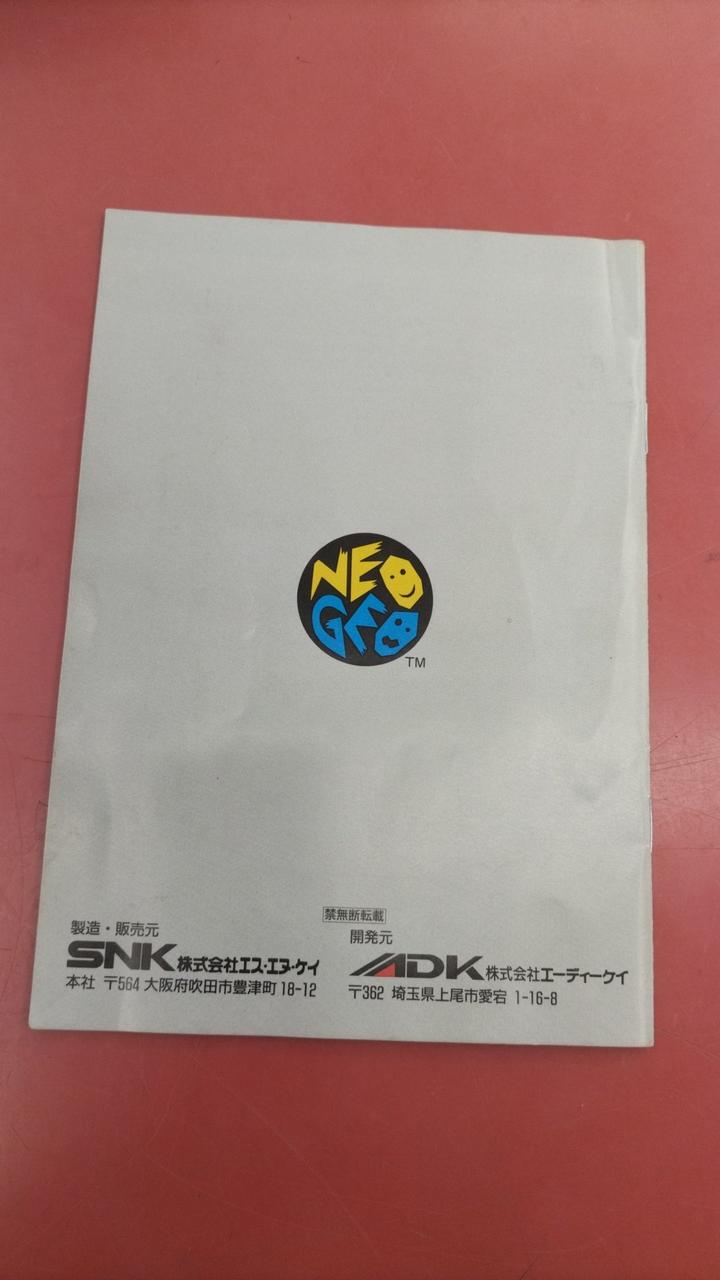 NEO
GEO
TM
禁無断転載
製造・販売元
SNK 株式会社エス・エヌ・ケイ
本社 〒564 大阪府吹田市豊津町18-12
開発元
ADK 株式会社エーディーケイ
〒362 埼玉県上尾市愛宕 1-16-8